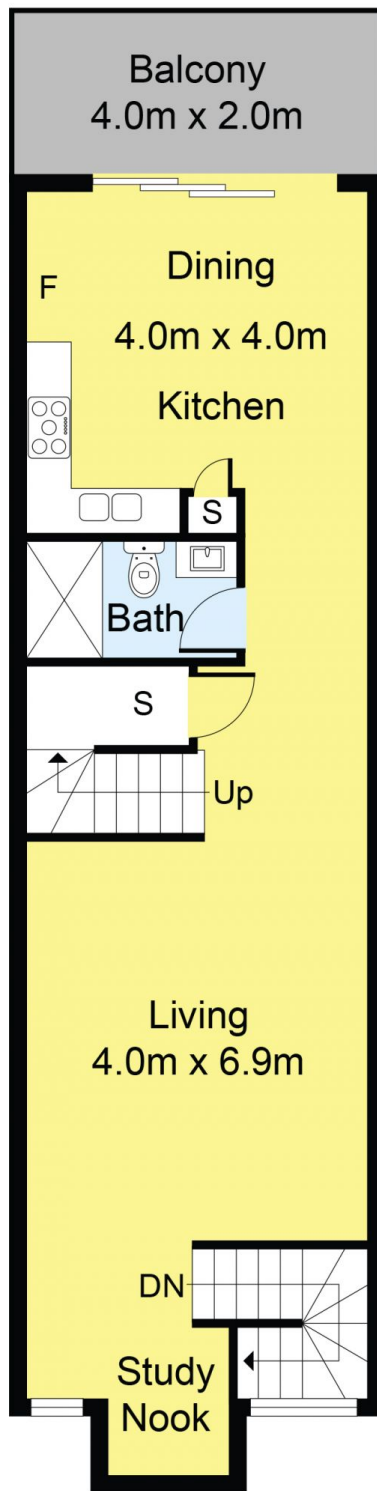 Balcony
4.0m x 2.0m
F
Dining
4.0m x 4.0m
Kitchen
S
Bath
S
Up
Living
4.0m x 6.9m
DN
Study
Nook